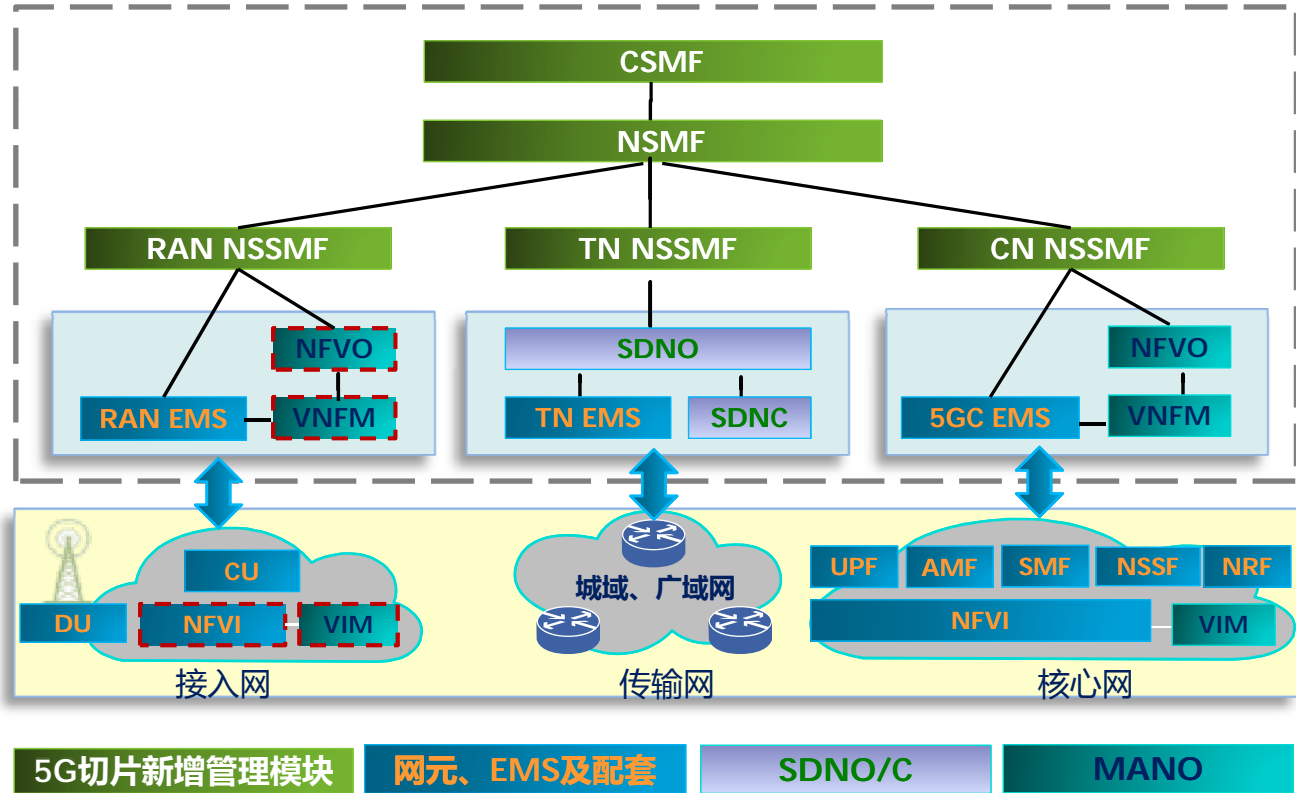 CSMF
NSMF
RAN NSSMF
TN NSSMF
CN NSSMF
NFVO
RAN EMS
VNFM
SDNO
TN EMS
SDNC
NFVO
5GC EMS
VNFM
CU
DU
NFVI
VIM
接入网
城域、广域网
传输网
UPF
AMF
SMF
NSSF
NRF
NFVI
VIM
核心网
5G切片新增管理模块
网元、EMS及配套
SDNO/C
MANO